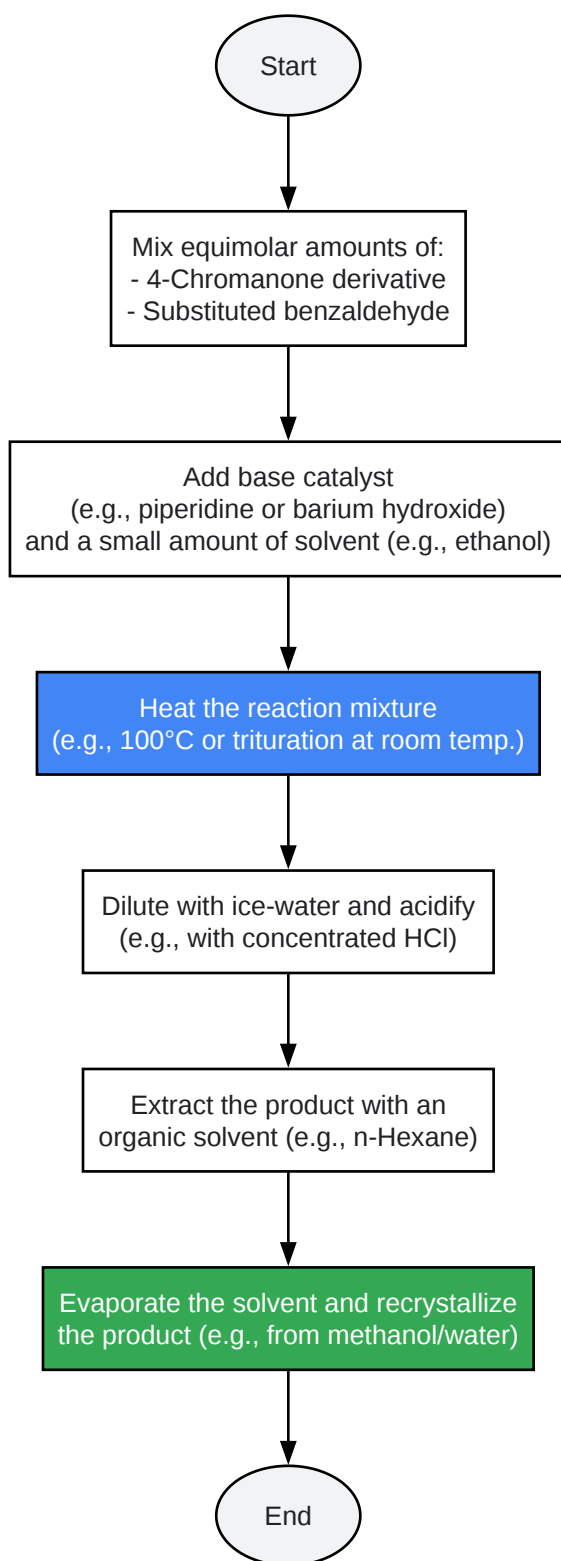 Start
Mix equimolar amounts of:
- 4-Chromanone derivative
- Substituted benzaldehyde
Add base catalyst
(e.g., piperidine or barium hydroxide)
and a small amount of solvent (e.g., ethanol)
Heat the reaction mixture
(e.g., 100°C or trituration at room temp.)
Dilute with ice-water and acidify
(e.g., with concentrated HCl)
Extract the product with an
organic solvent (e.g., n-Hexane)
Evaporate the solvent and recrystallize
the product (e.g., from methanol/water)
End